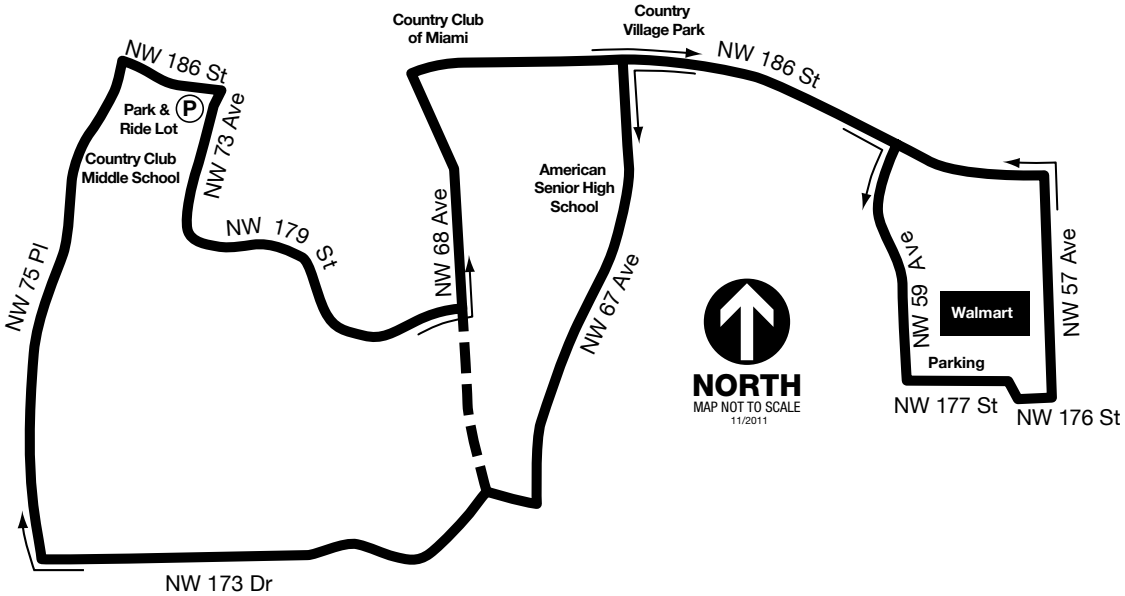 Country Club
of Miami
Country
Village Park
NW 186 St
NW 186 St
Park &
Ride Lot
P
NW 73 Ave
Country Club
Middle School
American
Senior High
School
NW 179 St
NW 68 Ave
NW 75 Pl
NW 67 Ave
NW 59 Ave
NW 57 Ave
Walmart
Parking
NORTH
MAP NOT TO SCALE
11/2011
NW 177 St
NW 176 St
NW 173 Dr